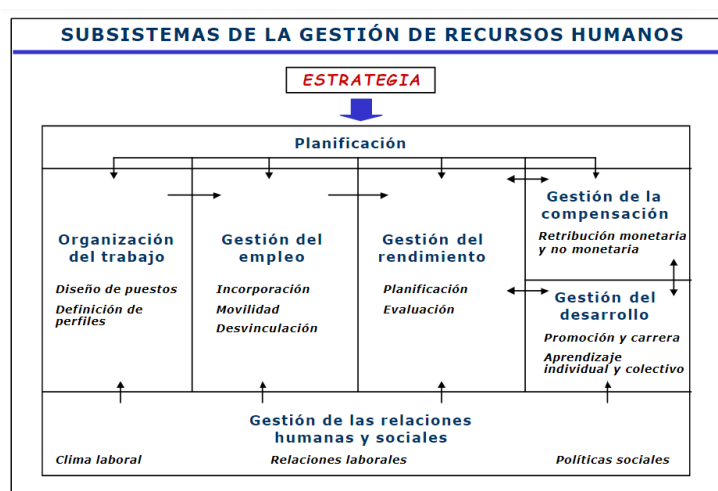 SUBSISTEMAS DE LA GESTIÓN DE RECURSOS HUMANOS
ESTRATEGIA
Planificación
Organización
del trabajo
Diseño de puestos
Definición de
perfiles
Gestión del
empleo
Incorporación
Movilidad
Desvinculación
Gestión del
rendimiento
Planificación
Evaluación
Gestión de la
compensación
Retribución monetaria
y no monetaria
Gestión del
desarrollo
Promoción y carrera
Aprendizaje
individual y colectivo
Gestión de las relaciones
humanas y sociales
Clima laboral
Relaciones laborales
Políticas sociales